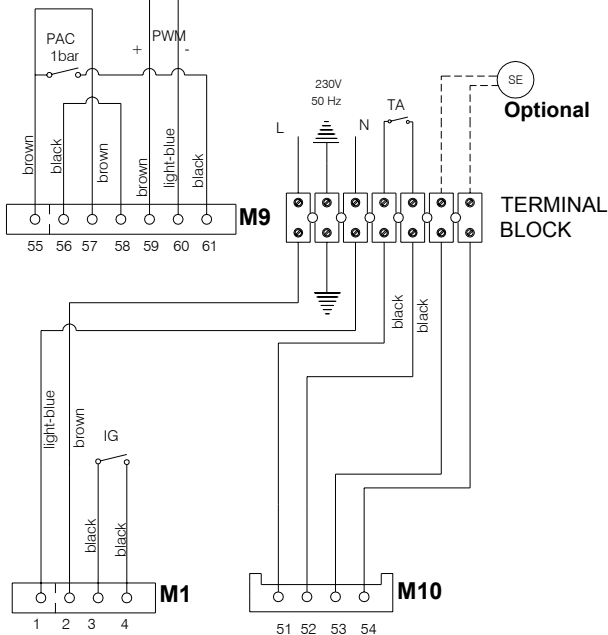 PAC
1bar
PWM
+ -
brown
black
brown
brown
light-blue
black
M9
55 56 57 58 59 60 61
230V
50 Hz
L
N
TA
SE
Optional
TERMINAL
BLOCK
black
black
light-blue
brown
IG
black
black
M1
1 2 3 4
M10
51 52 53 54